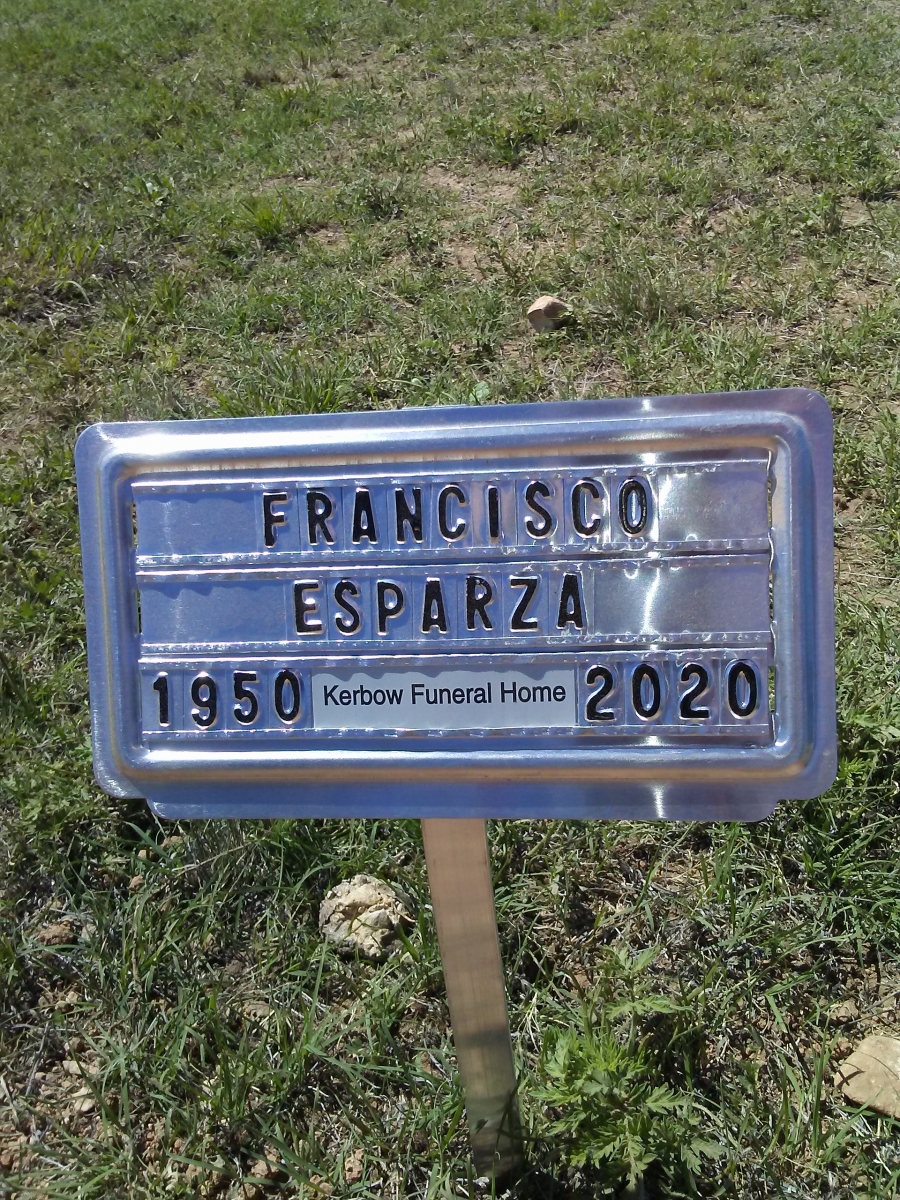 FRANCISCO
ESPARZA
1950 Kerbow Funeral Home 2020